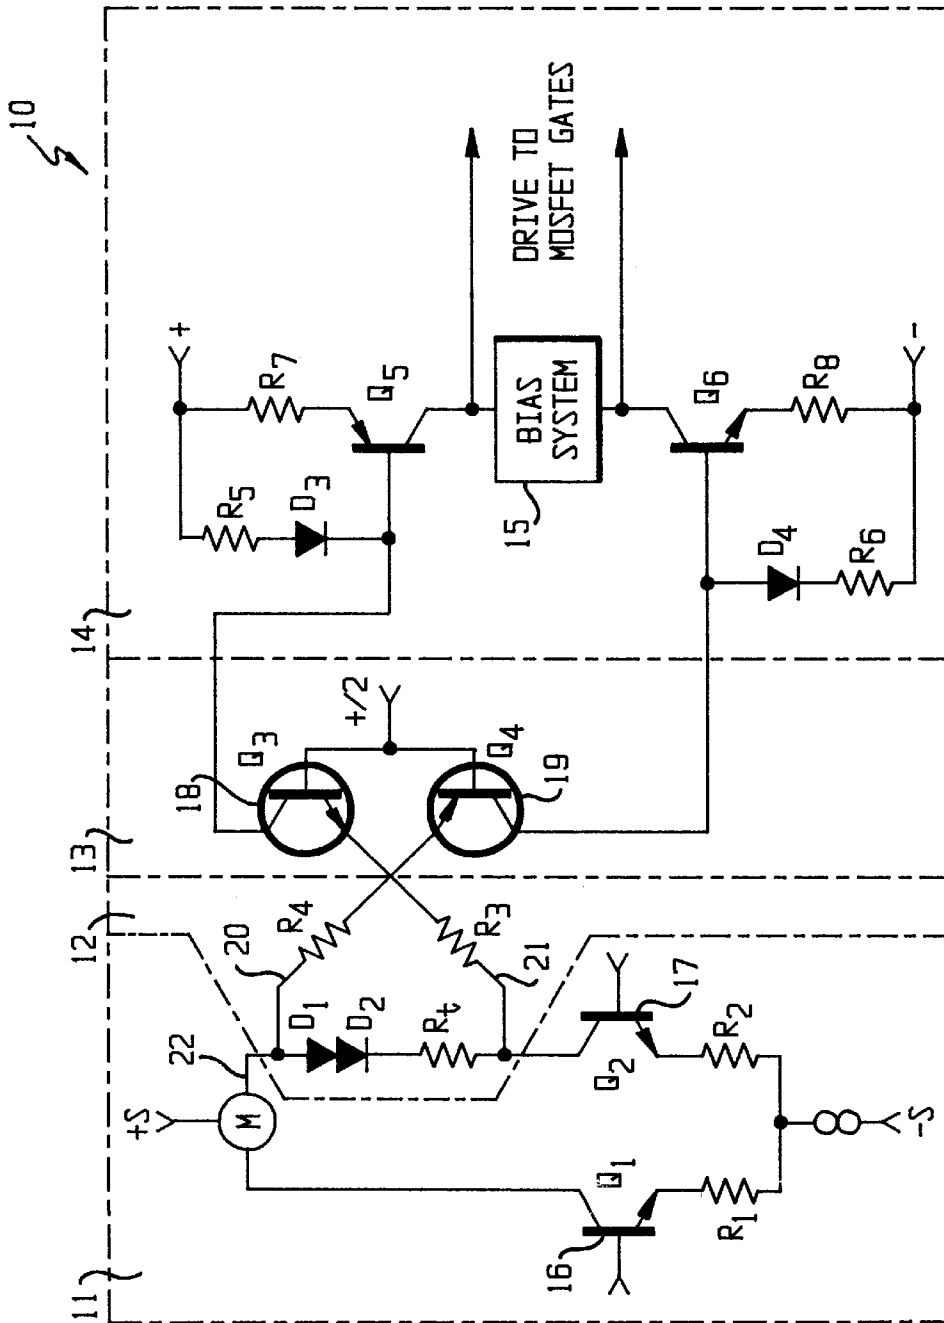 10
11
12
13
14
+S
22
M
D1
D2
Rt
20
R4
R3
21
Q1
16
R1
Q2
17
R2
-S
18
Q3
+/2
Q4
19
+
R7
R5
D3
Q5
15
BIAS
SYSTEM
DRIVE TO
MOSFET GATES
Q6
D4
R6
R8
-